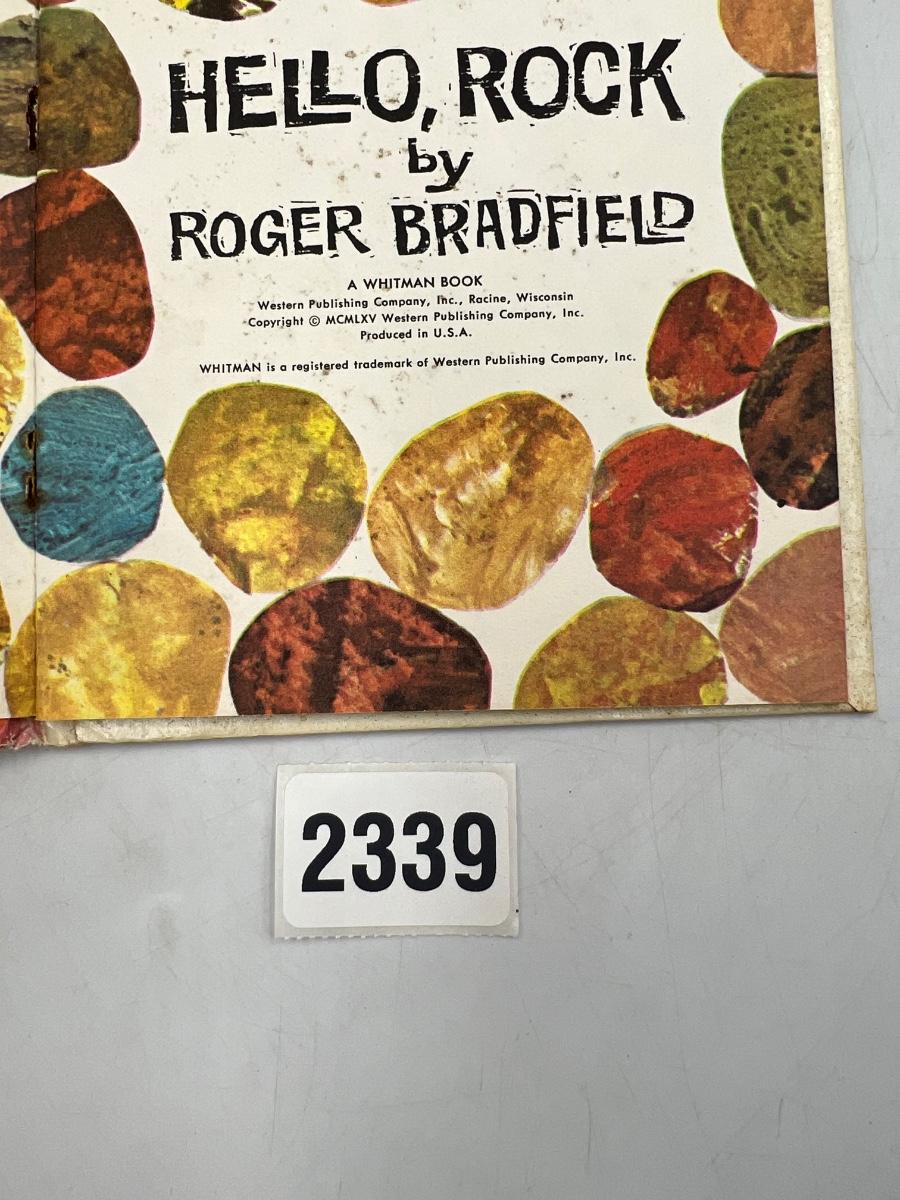 HELLO, ROCK
by
ROGER BRADFIELD
A WHITMAN BOOK
Western Publishing Company, Inc., Racine, Wisconsin
Copyright © MCMLXV Western Publishing Company, Inc.
Produced in U.S.A.
WHITMAN is a registered trademark of Western Publishing Company, Inc.
2339